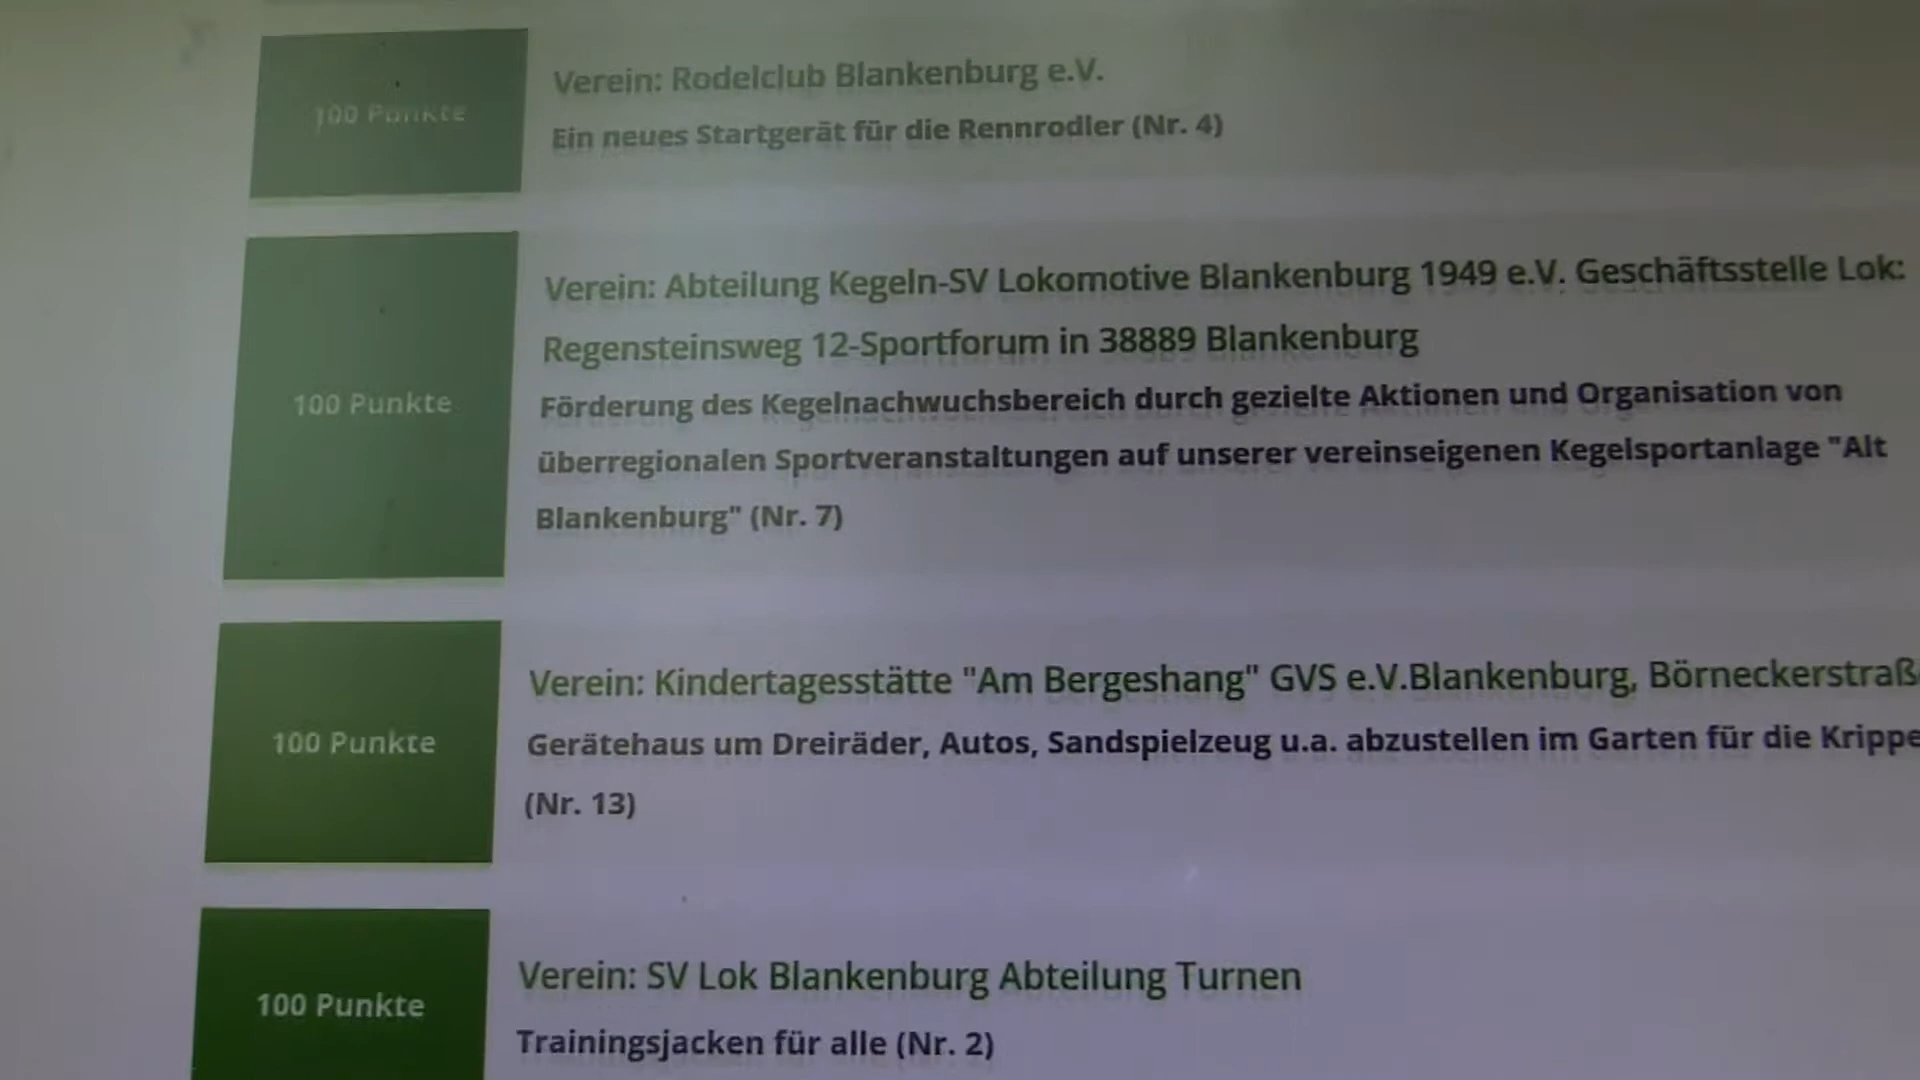 100 Punkte
Verein: Rodelclub Blankenburg e.V.
Ein neues Startgerät für die Rennrodler (Nr. 4)
100 Punkte
Verein: Abteilung Kegeln-SV Lokomotive Blankenburg 1949 e.V. Geschäftsstelle Lok:
Regensteinsweg 12-Sportforum in 38889 Blankenburg
Förderung des Kegelnachwuchsbereich durch gezielte Aktionen und Organisation von
überregionalen Sportveranstaltungen auf unserer vereinseigenen Kegelsportanlage "Alt
Blankenburg" (Nr. 7)
100 Punkte
Verein: Kindertagesstätte "Am Bergeshang" GVS e.V.Blankenburg, Börneckerstraß
Gerätehaus um Dreiräder, Autos, Sandspielzeug u.a. abzustellen im Garten für die Krippe
(Nr. 13)
100 Punkte
Verein: SV Lok Blankenburg Abteilung Turnen
Trainingsjacken für alle (Nr. 2)